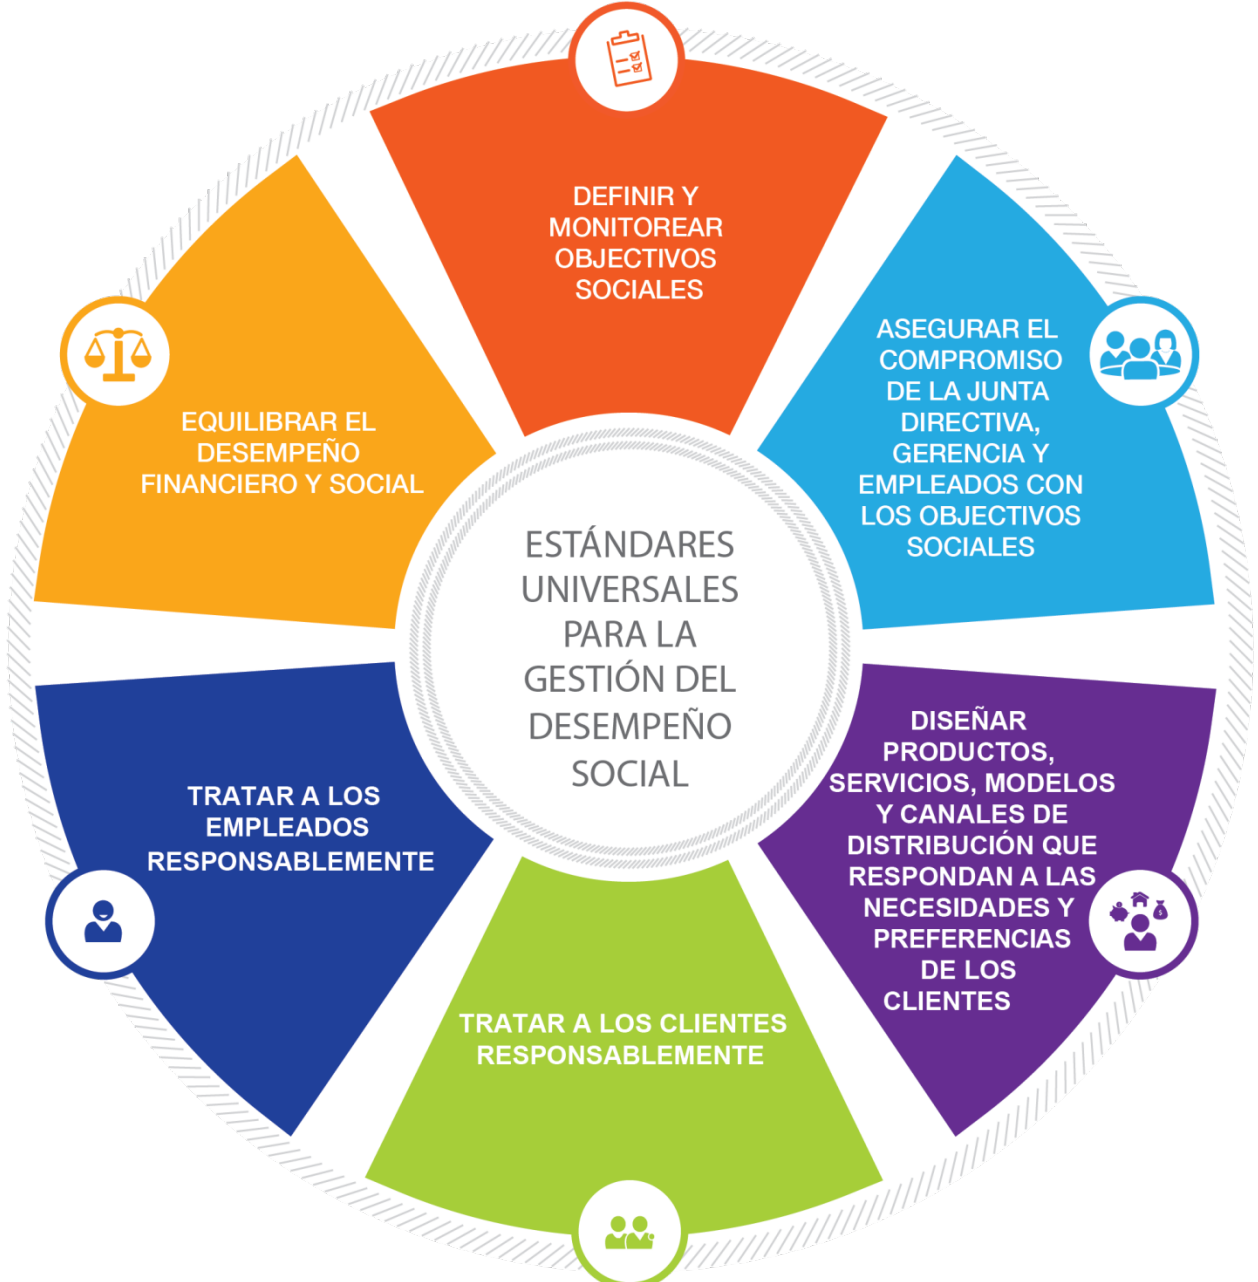 DEFINIR Y
MONITOREAR
OBJECTIVOS
SOCIALES
ASEGURAR EL
COMPROMISO
DE LA JUNTA
DIRECTIVA,
GERENCIA Y
EMPLEADOS CON
LOS OBJECTIVOS
SOCIALES
DISEÑAR
PRODUCTOS,
SERVICIOS, MODELOS
Y CANALES DE
DISTRIBUCIÓN QUE
RESPONDAN A LAS
NECESIDADES Y
PREFERENCIAS
DE LOS
CLIENTES
TRATAR A LOS CLIENTES
RESPONSABLEMENTE
TRATAR A LOS
EMPLEADOS
RESPONSABLEMENTE
EQUILIBRAR EL
DESEMPEÑO
FINANCIERO Y SOCIAL
ESTÁNDARES
UNIVERSALES
PARA LA
GESTIÓN DEL
DESEMPEÑO
SOCIAL